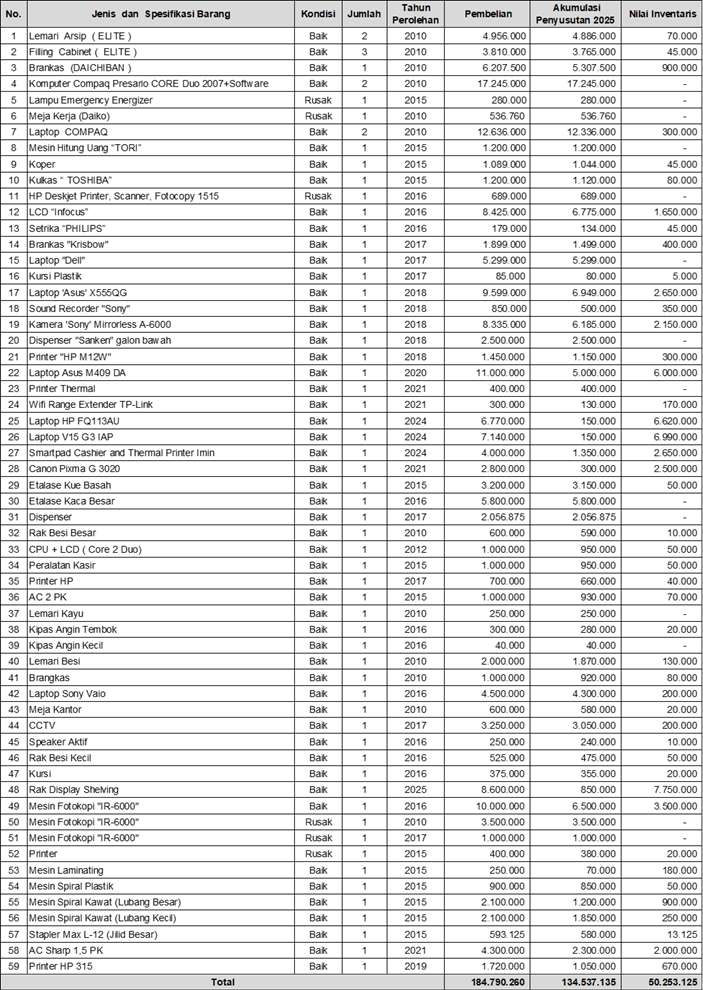 No. Jenis dan Spesifikasi Barang Kondisi Jumlah Tahun Perolehan Pembelian Akumulasi Penyusutan 2025 Nilai Inventaris
1 Lemari Arsip ( ELITE ) Baik 2 2010 4.956.000 4.886.000 70.000
2 Filling Cabinet ( ELITE ) Baik 3 2010 3.810.000 3.765.000 45.000
3 Brankas (DAICHIBAN ) Baik 1 2010 6.207.500 5.307.500 900.000
4 Komputer Compaq Presario CORE Duo 2007+Software Baik 2 2010 17.245.000 17.245.000 -
5 Lampu Emergency Energizer Rusak 1 2015 280.000 280.000 -
6 Meja Kerja (Daiko) Rusak 1 2010 536.760 536.760 -
7 Laptop COMPAQ Baik 2 2010 12.636.000 12.336.000 300.000
8 Mesin Hitung Uang "TORI" Baik 1 2015 1.200.000 1.200.000 -
9 Koper Baik 1 2015 1.089.000 1.044.000 45.000
10 Kulkas " TOSHIBA" Baik 1 2015 1.200.000 1.120.000 80.000
11 HP Deskjet Printer, Scanner, Fotocopy 1515 Rusak 1 2016 689.000 689.000 -
12 LCD "Infocus" Baik 1 2016 8.425.000 6.775.000 1.650.000
13 Setrika "PHILIPS" Baik 1 2016 179.000 134.000 45.000
14 Brankas "Krisbow" Baik 1 2017 1.899.000 1.499.000 400.000
15 Laptop "Dell" Baik 1 2017 5.299.000 5.299.000 -
16 Kursi Plastik Baik 1 2017 85.000 80.000 5.000
17 Laptop 'Asus' X555QG Baik 1 2018 9.599.000 6.949.000 2.650.000
18 Sound Recorder "Sony" Baik 1 2018 850.000 500.000 350.000
19 Kamera 'Sony' Mirrorless A-6000 Baik 1 2018 8.335.000 6.185.000 2.150.000
20 Dispenser "Sanken" galon bawah Baik 1 2018 2.500.000 2.500.000 -
21 Printer "HP M12W" Baik 1 2018 1.450.000 1.150.000 300.000
22 Laptop Asus M409 DA Baik 1 2020 11.000.000 5.000.000 6.000.000
23 Printer Thermal Baik 1 2021 400.000 400.000 -
24 Wifi Range Extender TP-Link Baik 1 2021 300.000 130.000 170.000
25 Laptop HP FQ113AU Baik 1 2024 6.770.000 150.000 6.620.000
26 Laptop V15 G3 IAP Baik 1 2024 7.140.000 150.000 6.990.000
27 Smartpad Cashier and Thermal Printer Imin Baik 1 2024 4.000.000 1.350.000 2.650.000
28 Canon Pixma G 3020 Baik 1 2021 2.800.000 300.000 2.500.000
29 Etalase Kue Basah Baik 1 2015 3.200.000 3.150.000 50.000
30 Etalase Kaca Besar Baik 1 2016 5.800.000 5.800.000 -
31 Dispenser Baik 1 2017 2.056.875 2.056.875 -
32 Rak Besi Besar Baik 1 2010 600.000 590.000 10.000
33 CPU + LCD ( Core 2 Duo) Baik 1 2012 1.000.000 950.000 50.000
34 Peralatan Kasir Baik 1 2015 1.000.000 950.000 50.000
35 Printer HP Baik 1 2017 700.000 660.000 40.000
36 AC 2 PK Baik 1 2015 1.000.000 930.000 70.000
37 Lemari Kayu Baik 1 2010 250.000 250.000 -
38 Kipas Angin Tembok Baik 1 2016 300.000 280.000 20.000
39 Kipas Angin Kecil Baik 1 2016 40.000 40.000 -
40 Lemari Besi Baik 1 2010 2.000.000 1.870.000 130.000
41 Brangkas Baik 1 2010 1.000.000 920.000 80.000
42 Laptop Sony Vaio Baik 1 2016 4.500.000 4.300.000 200.000
43 Meja Kantor Baik 1 2010 600.000 580.000 20.000
44 CCTV Baik 1 2017 3.250.000 3.050.000 200.000
45 Speaker Aktif Baik 1 2016 250.000 240.000 10.000
46 Rak Besi Kecil Baik 1 2016 525.000 475.000 50.000
47 Kursi Baik 1 2016 375.000 355.000 20.000
48 Rak Display Shelving Baik 1 2025 8.600.000 850.000 7.750.000
49 Mesin Fotokopi "IR-6000" Baik 1 2016 10.000.000 6.500.000 3.500.000
50 Mesin Fotokopi "IR-6000" Rusak 1 2010 3.500.000 3.500.000 -
51 Mesin Fotokopi "IR-6000" Rusak 1 2017 1.000.000 1.000.000 -
52 Printer Rusak 1 2015 400.000 380.000 20.000
53 Mesin Laminating Baik 1 2015 250.000 70.000 180.000
54 Mesin Spiral Plastik Baik 1 2015 900.000 850.000 50.000
55 Mesin Spiral Kawat (Lubang Besar) Baik 1 2015 2.100.000 1.200.000 900.000
56 Mesin Spiral Kawat (Lubang Kecil) Baik 1 2015 2.100.000 1.850.000 250.000
57 Stapler Max L-12 (Jilid Besar) Baik 1 2015 593.125 580.000 13.125
58 AC Sharp 1,5 PK Baik 1 2021 4.300.000 2.300.000 2.000.000
59 Printer HP 315 Baik 1 2019 1.720.000 1.050.000 670.000
Total 184.790.260 134.537.135 50.253.125